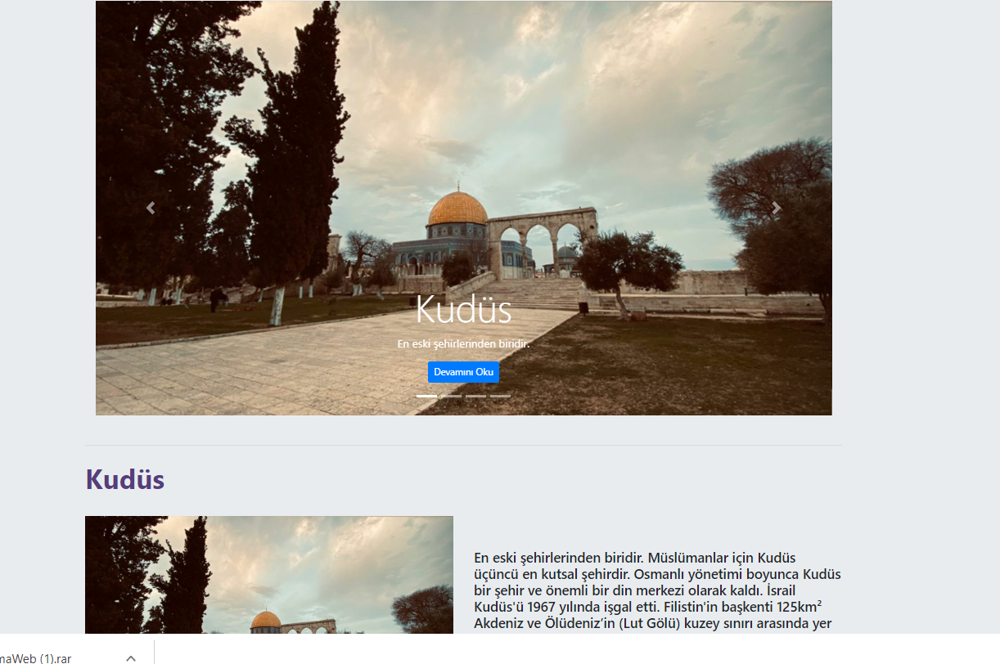 Kudüs
En eski şehirlerinden biridir.
Devamını Oku
Kudüs
En eski şehirlerinden biridir. Müslümanlar için Kudüs
üçüncü en kutsal şehirdir. Osmanlı yönetimi boyunca Kudüs
bir şehir ve önemli bir din merkezi olarak kaldı. İsrail
Kudüs'ü 1967 yılında işgal etti. Filistin'in başkenti 125km²
Akdeniz ve Ölüdeniz’in (Lut Gölü) kuzey sınırı arasında yer
maWeb (1).rar